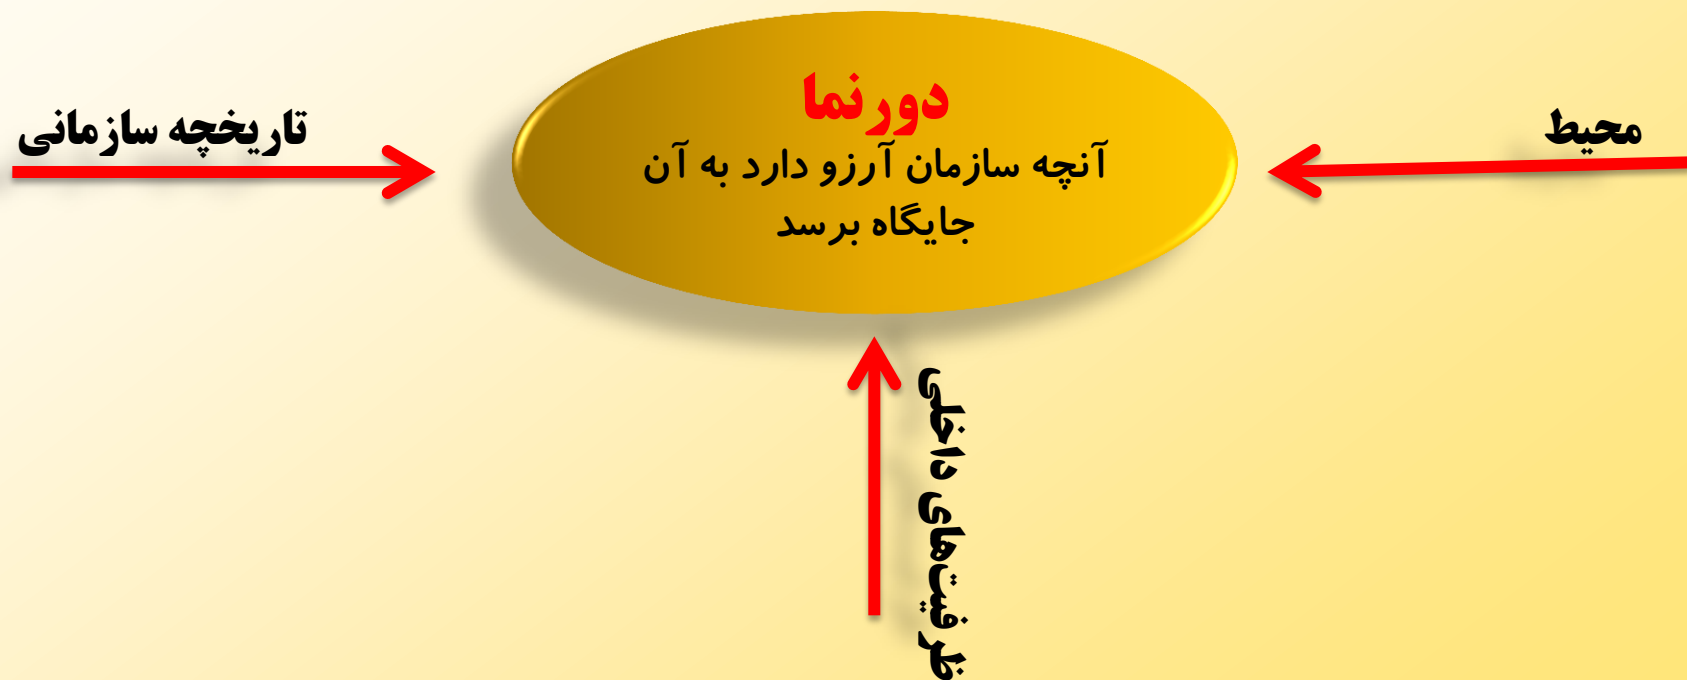 دورنما
آنچه سازمان آرزو دارد به آن
جایگاه برسد
محیط
تاریخچه سازمانی
ظرفیت‌های داخلی